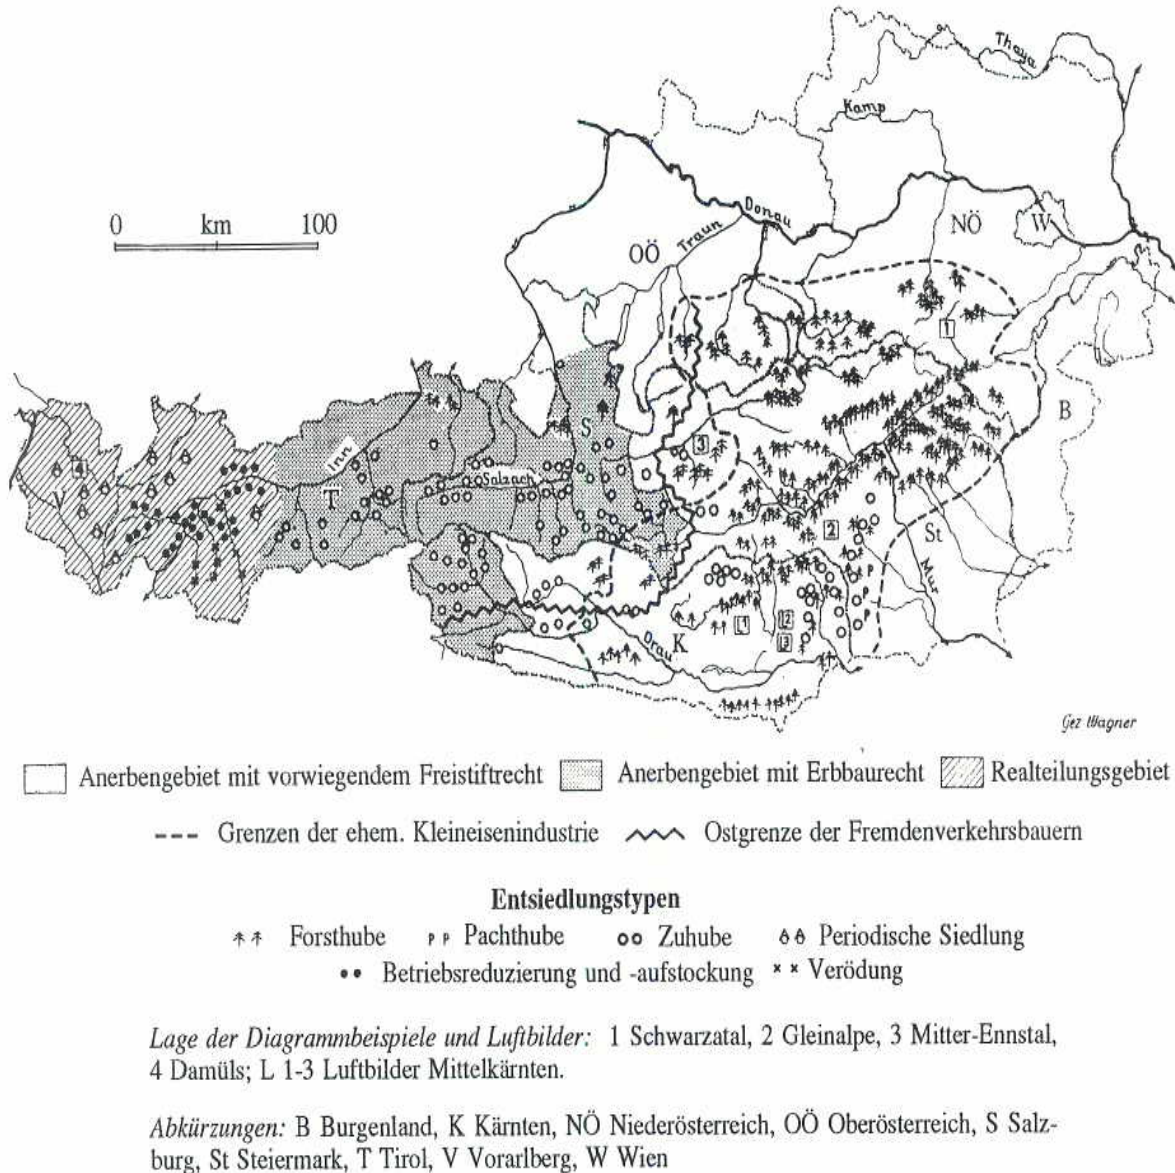 Thaya
Kamp
0 km 100
Donau
NÖ
W
Traun
OÖ
1
B
S
3
Inn
4
V
T
Salzach
2
St
Mur
P
P
P
L1
L2
L3
K
Drau
Gez Wagner
Anerbengebiet mit vorwiegendem Freistiftrecht Anerbengebiet mit Erbbaurecht Realteilungsgebiet
Grenzen der ehem. Kleineisenindustrie Ostgrenze der Fremdenverkehrsbauern
Entsiedlungstypen
Forsthube P P Pachthube Zuhube Periodische Siedlung
Betriebsreduzierung und -aufstockung Verödung
Lage der Diagrammbeispiele und Luftbilder: 1 Schwarzatal, 2 Gleinalpe, 3 Mitter-Ennstal,
4 Damüls; L 1-3 Luftbilder Mittelkärnten.
Abkürzungen: B Burgenland, K Kärnten, NÖ Niederösterreich, OÖ Oberösterreich, S Salz-
burg, St Steiermark, T Tirol, V Vorarlberg, W Wien